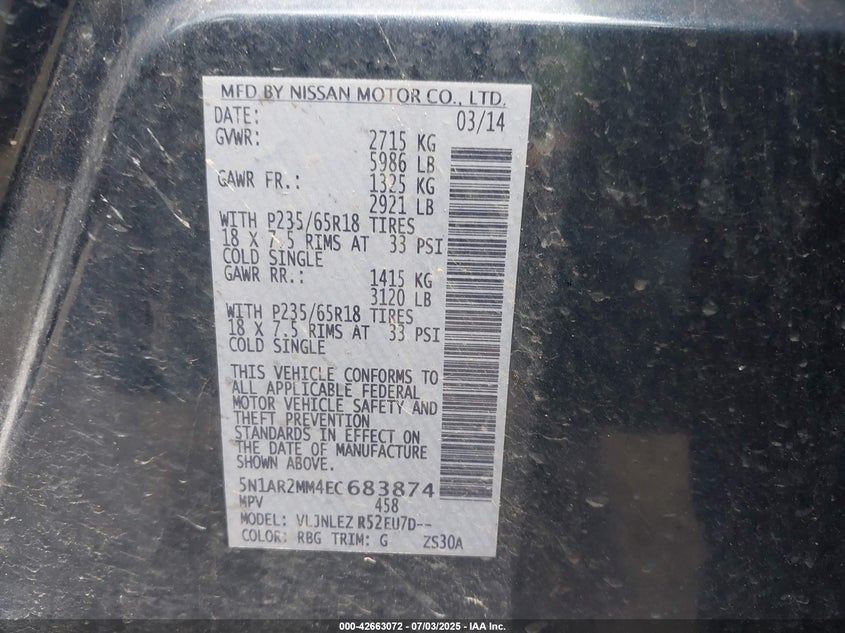 MFD BY NISSAN MOTOR CO., LTD.
DATE: 03/14
GVWR: 2715 KG
5986 LB
GAWR FR.: 1325 KG
2921 LB
WITH P235/65R18 TIRES
18 X 7.5 RIMS AT 33 PSI
COLD SINGLE
GAWR RR.: 1415 KG
3120 LB
WITH P235/65R18 TIRES
18 X 7.5 RIMS AT 33 PSI
COLD SINGLE
THIS VEHICLE CONFORMS TO
ALL APPLICABLE FEDERAL
MOTOR VEHICLE SAFETY AND
THEFT PREVENTION
STANDARDS IN EFFECT ON
THE DATE OF MANUFACTURE
SHOWN ABOVE.
5N1AR2MM4EC683874
MPV 458
MODEL: VLJNLEZ R52EU7D--
COLOR: RBG TRIM: G ZS30A
000-42663072 - 07/03/2025 - IAA Inc.